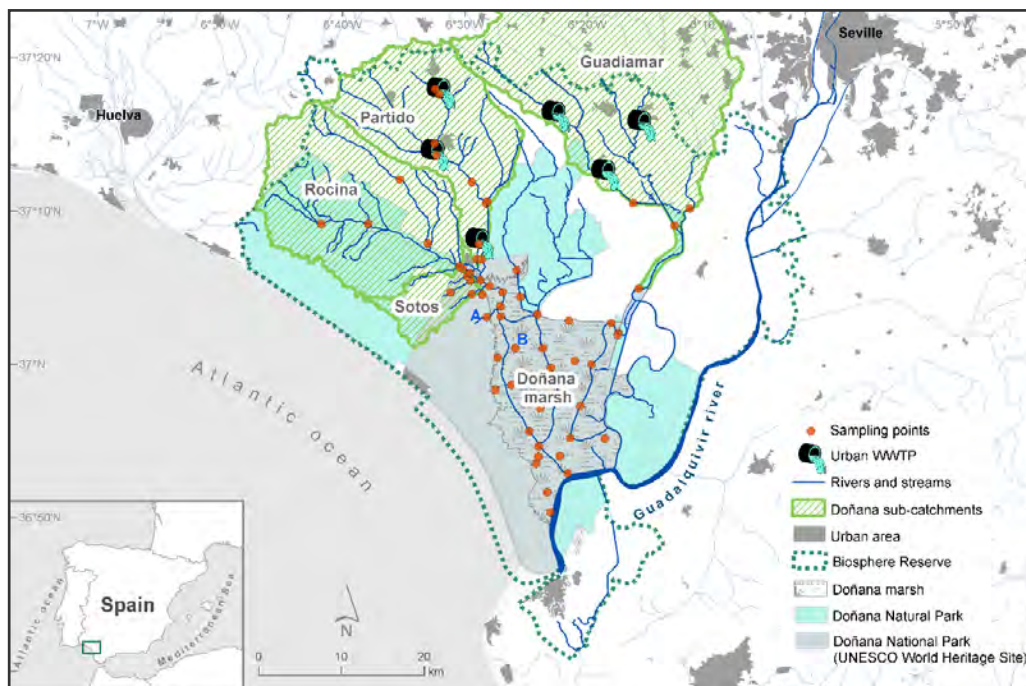 6°50'W
6°40'W
6°30'W
6°20'W
6°10'W
5°50'W
37°20'N
37°10'N
37°N
36°50'N
Seville
Guadiamar
Huelva
Partido
Rocina
Sotos
A
B
Doñana
marsh
Atlantic ocean
Guadalquivir river
Sampling points
Urban WWTP
Rivers and streams
Doñana sub-catchments
Urban area
Biosphere Reserve
Doñana marsh
Doñana Natural Park
Doñana National Park
(UNESCO World Heritage Site)
Spain
Atlantic ocean
Mediterranean Sea
N
0 10 20
km